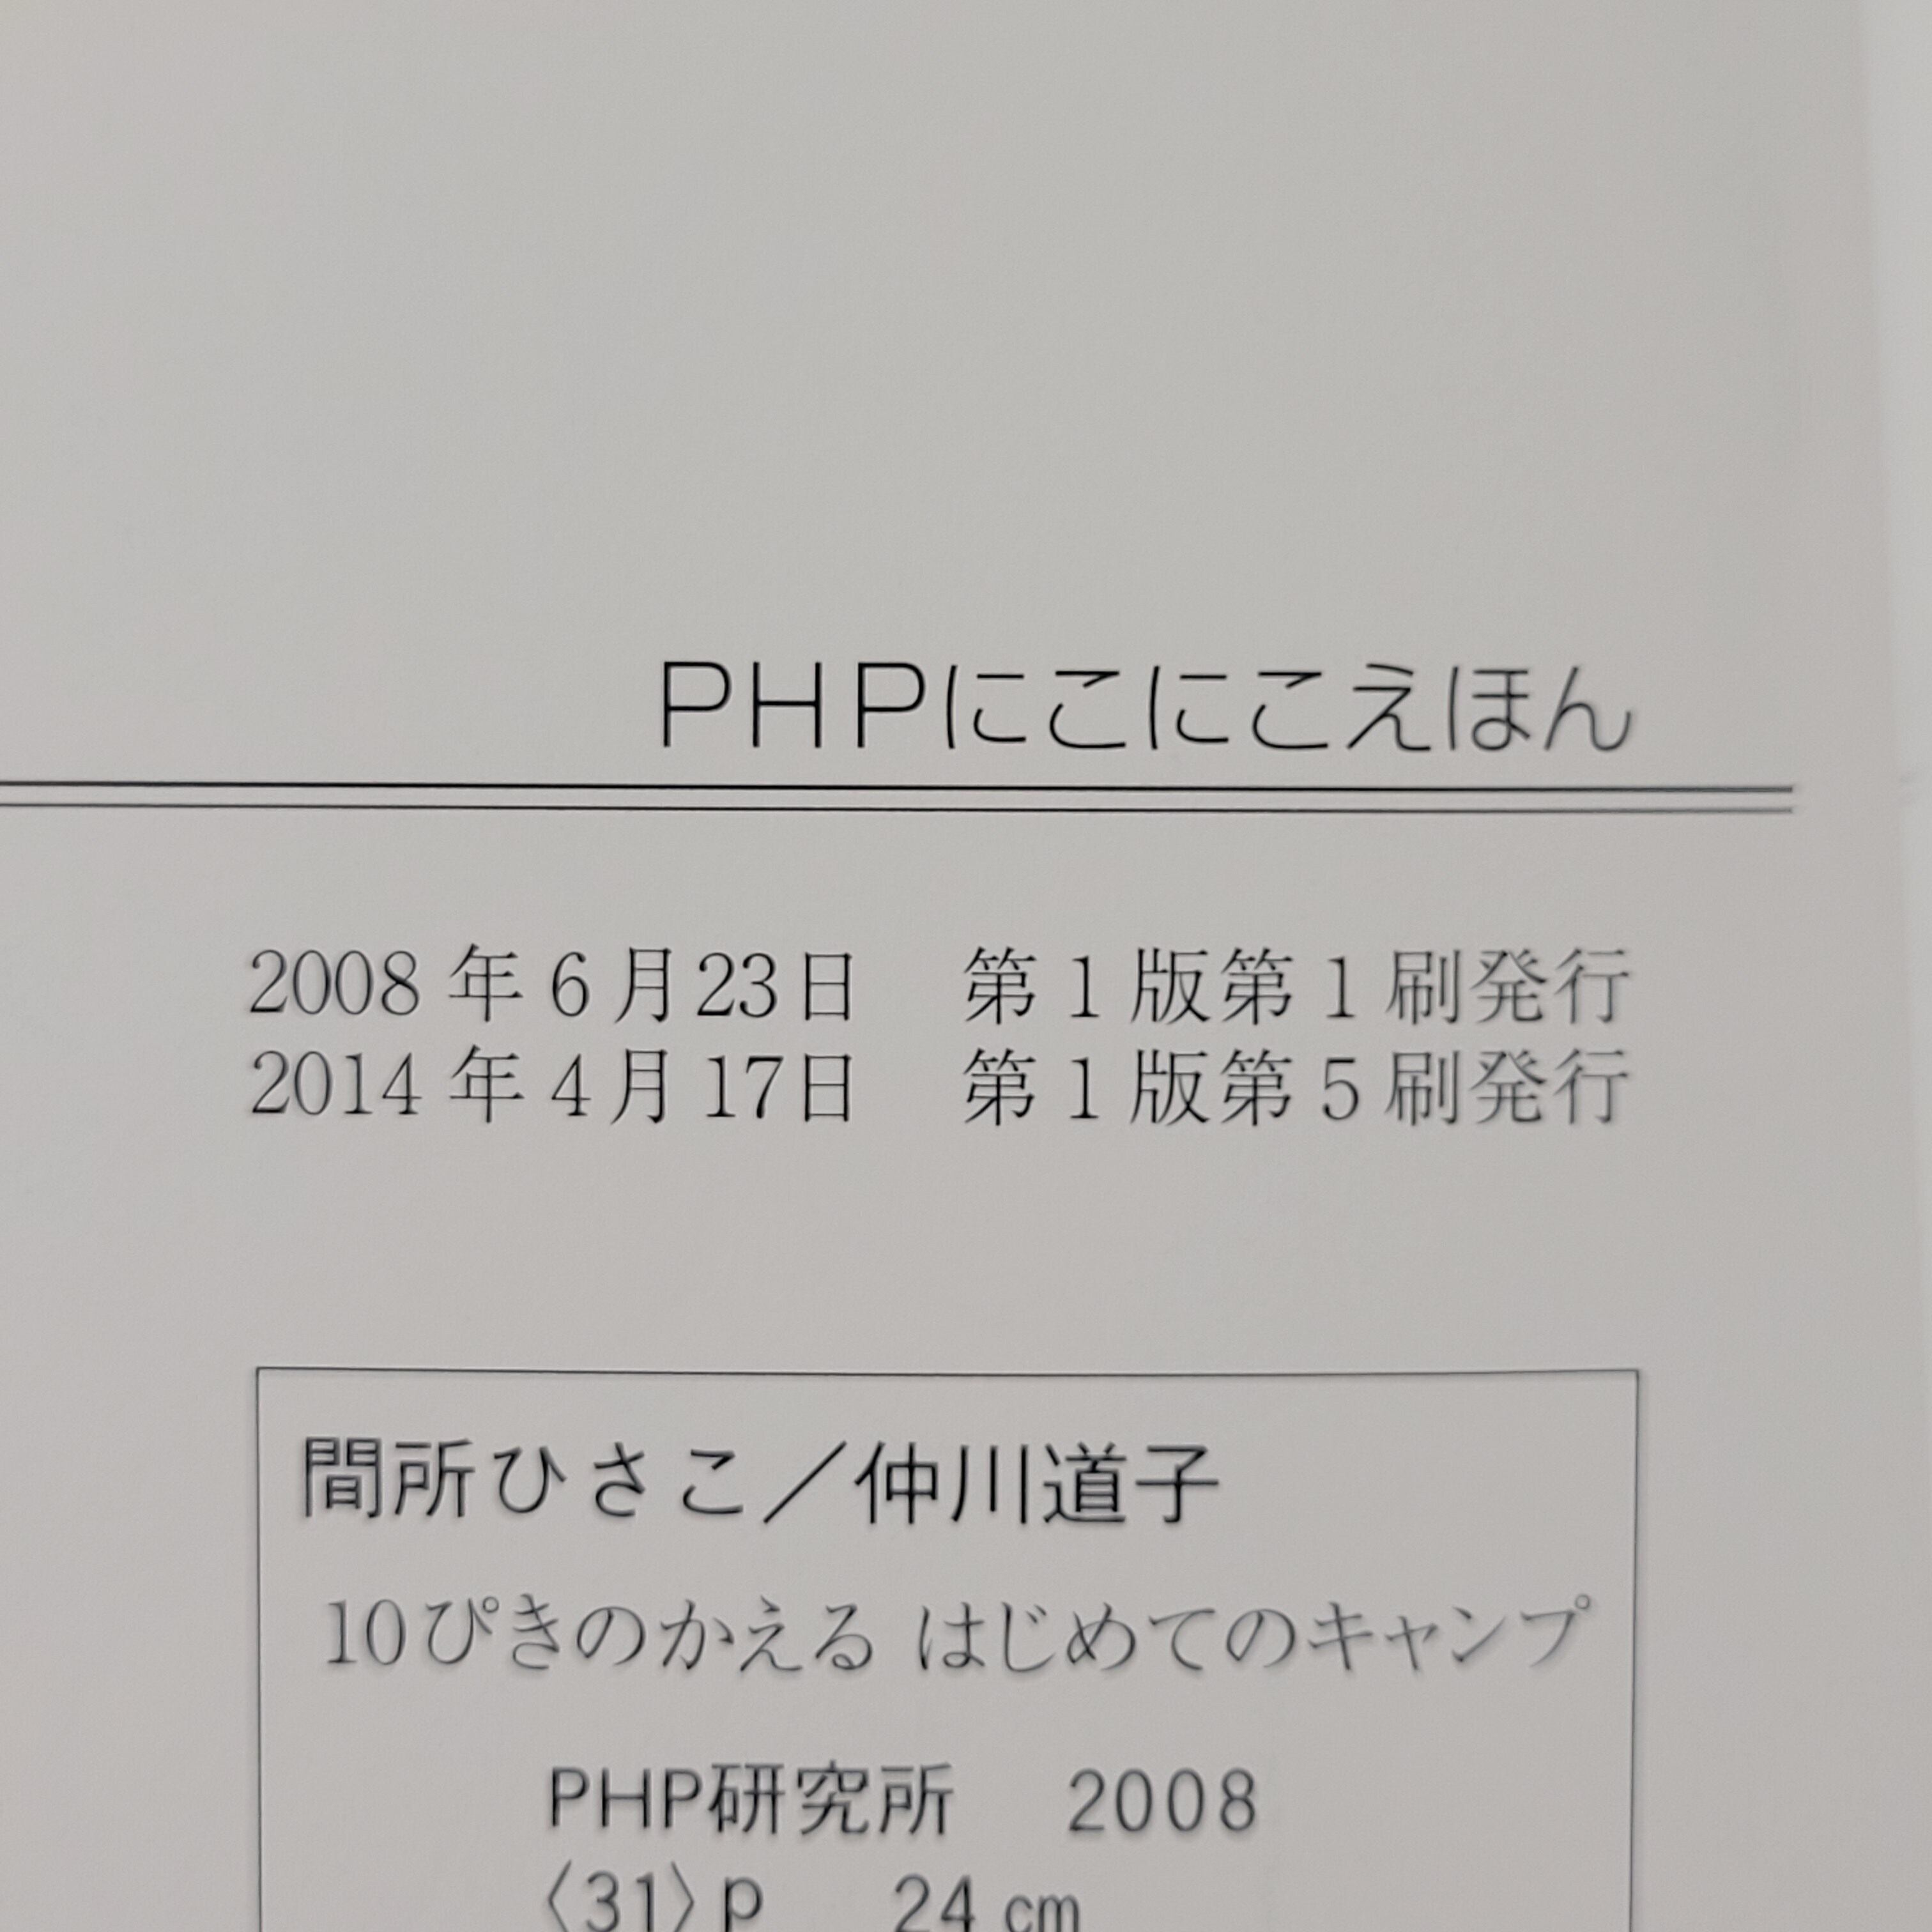 PHPにこにこえほん
2008年6月23日　第1版第1刷発行
2014年4月17日　第1版第5刷発行
間所ひさこ／仲川道子
10ぴきのかえる はじめてのキャンプ
PHP研究所　2008
〈31〉p　24cm